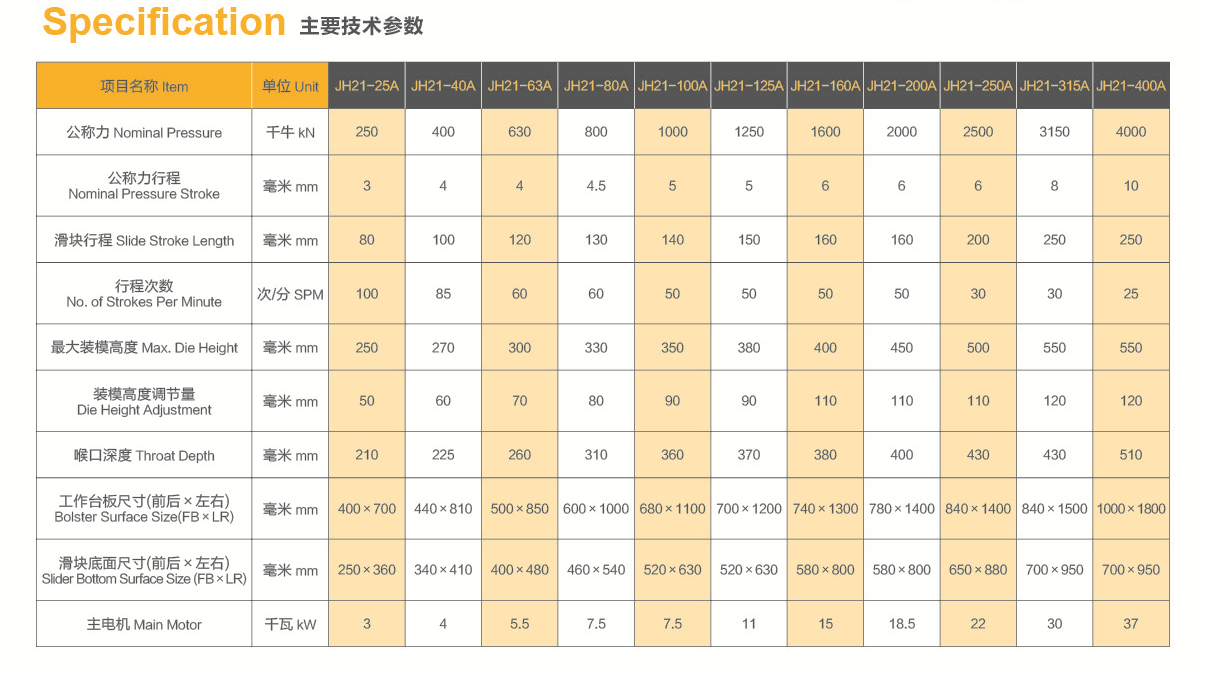 Specification 主要技术参数
项目名称 Item 单位 Unit JH21-25A JH21-40A JH21-63A JH21-80A JH21-100A JH21-125A JH21-160A JH21-200A JH21-250A JH21-315A JH21-400A
公称力 Nominal Pressure 千牛 kN 250 400 630 800 1000 1250 1600 2000 2500 3150 4000
公称力行程
Nominal Pressure Stroke 毫米 mm 3 4 4 4.5 5 5 6 6 6 8 10
滑块行程 Slide Stroke Length 毫米 mm 80 100 120 130 140 150 160 160 200 250 250
行程次数
No. of Strokes Per Minute 次/分 SPM 100 85 60 60 50 50 50 50 30 30 25
最大装模高度 Max. Die Height 毫米 mm 250 270 300 330 350 380 400 450 500 550 550
装模高度调节量
Die Height Adjustment 毫米 mm 50 60 70 80 90 90 110 110 110 120 120
喉口深度 Throat Depth 毫米 mm 210 225 260 310 360 370 380 400 430 430 510
工作台板尺寸(前后×左右)
Bolster Surface Size(FB×LR) 毫米 mm 400×700 440×810 500×850 600×1000 680×1100 700×1200 740×1300 780×1400 840×1400 840×1500 1000×1800
滑块底面尺寸(前后×左右)
Slider Bottom Surface Size (FB×LR) 毫米 mm 250×360 340×410 400×480 460×540 520×630 520×630 580×800 580×800 650×880 700×950 700×950
主电机 Main Motor 千瓦 kW 3 4 5.5 7.5 7.5 11 15 18.5 22 30 37